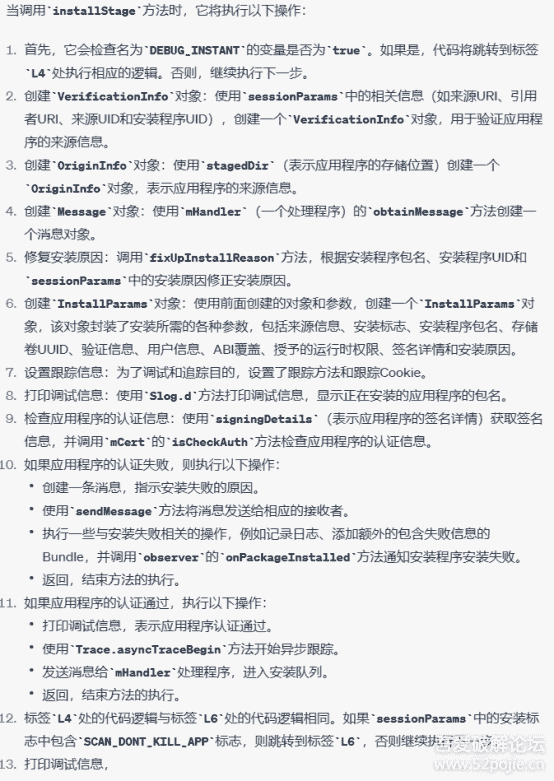 当调用`installStage`方法时，它将执行以下操作：
1. 首先，它会检查名为`DEBUG_INSTANT`的变量是否为`true`。如果是，代码将跳转到标签
`L4`处执行相应的逻辑。否则，继续执行下一步。
2. 创建`VerificationInfo`对象：使用`sessionParams`中的相关信息（如来源URI、引用
者URI、来源UID和安装程序UID），创建一个`VerificationInfo`对象，用于验证应用程
序的来源信息。
3. 创建`OriginInfo`对象：使用`stagedDir`（表示应用程序的存储位置）创建一个
`OriginInfo`对象，表示应用程序的来源信息。
4. 创建`Message`对象：使用`mHandler`（一个处理程序）的`obtainMessage`方法创建一
个消息对象。
5. 修复安装原因：调用`fixUpInstallReason`方法，根据安装程序包名、安装程序UID和
`sessionParams`中的安装原因修正安装原因。
6. 创建`InstallParams`对象：使用前面创建的对象和参数，创建一个`InstallParams`对
象，该对象封装了安装所需的各种参数，包括来源信息、安装标志、安装程序包名、存储
卷UUID、验证信息、用户信息、ABI覆盖、授予的运行时权限、签名详情和安装原因。
7. 设置跟踪信息：为了调试和追踪目的，设置了跟踪方法和跟踪Cookie。
8. 打印调试信息：使用`Slog.d`方法打印调试信息，显示正在安装的应用程序的包名。
9. 检查应用程序的认证信息：使用`signingDetails`（表示应用程序的签名详情）获取签名
信息，并调用`mCert`的`isCheckAuth`方法检查应用程序的认证信息。
10. 如果应用程序的认证失败，则执行以下操作：
• 创建一条消息，指示安装失败的原因。
• 使用`sendMessage`方法将消息发送给相应的接收者。
• 执行一些与安装失败相关的操作，例如记录日志、添加额外的包含失败信息的
Bundle，并调用`observer`的`onPackageInstalled`方法通知安装程序安装失败。
• 返回，结束方法的执行。
11. 如果应用程序的认证通过，执行以下操作：
• 打印调试信息，表示应用程序认证通过。
• 使用`Trace.asyncTraceBegin`方法开始异步跟踪。
• 发送消息给`mHandler`处理程序，进入安装队列。
• 返回，结束方法的执行。
12. 标签`L4`处的代码逻辑与标签`L6`处的代码逻辑相同。如果`sessionParams`中的安装标
志中包含`SCAN_DONT_KILL_APP`标志，则跳转到标签`L6`，否则继续执行
13. 打印调试信息，
吾爱破解论坛
www.52pojie.cn